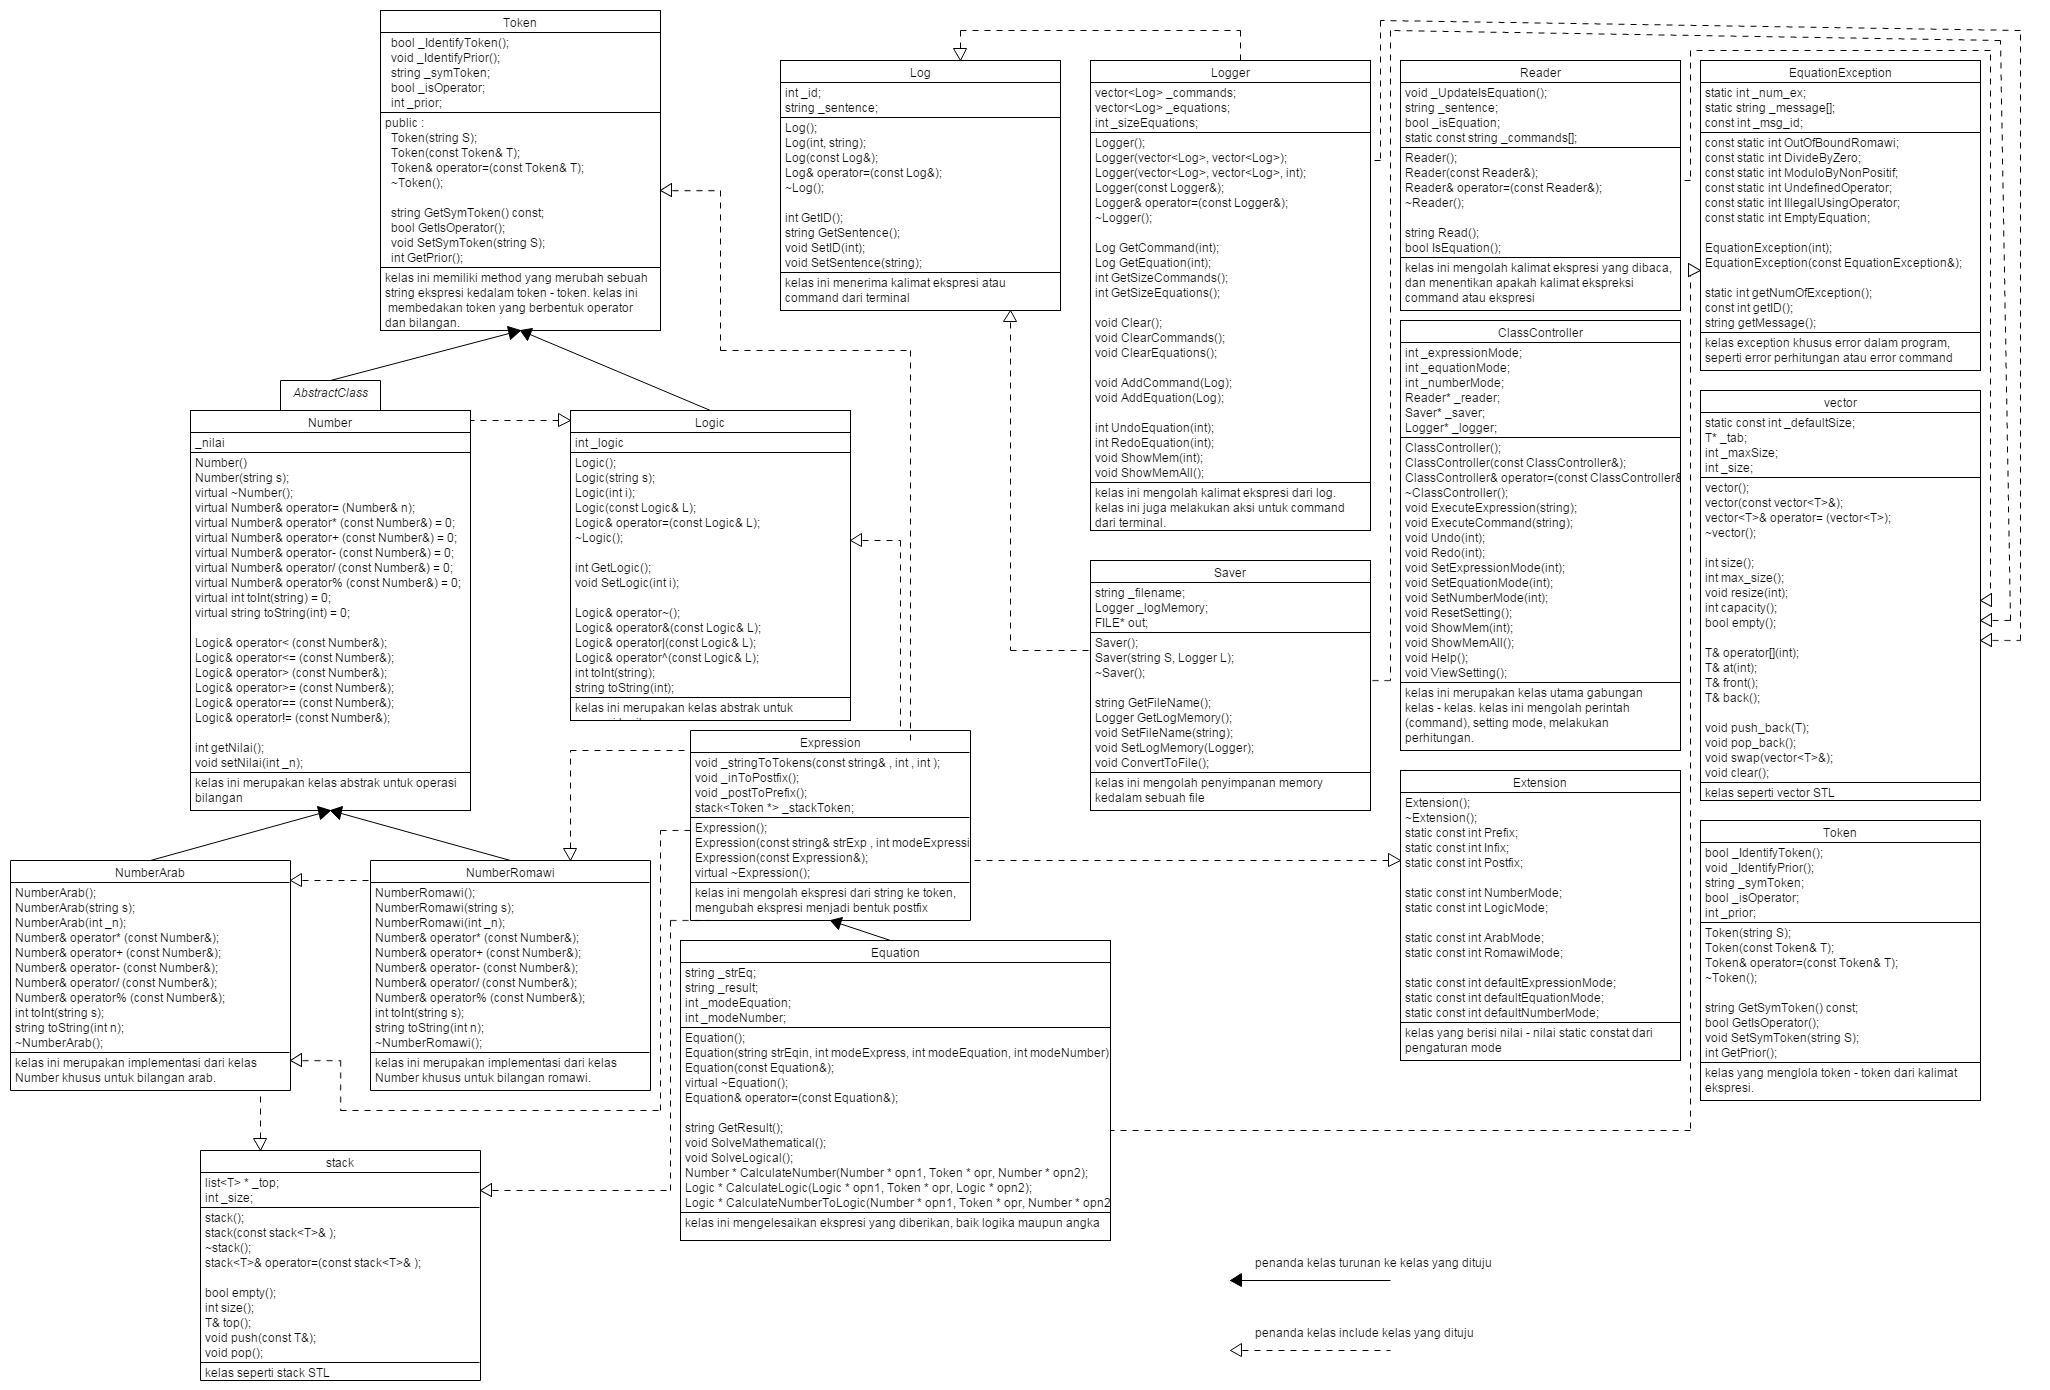 Token
bool _IdentifyToken();
void _IdentifyPrior();
string _symToken;
bool _isOperator;
int _prior;
public :
Token(string S);
Token(const Token& T);
Token& operator=(const Token& T);
~Token();
string GetSymToken() const;
bool GetIsOperator();
void SetSymToken(string S);
int GetPrior();
kelas ini memiliki method yang merubah sebuah
string ekspresi kedalam token - token. kelas ini
membedakan token yang berbentuk operator
dan bilangan.
Log
int _id;
string _sentence;
Log();
Log(int, string);
Log(const Log&);
Log& operator=(const Log&);
~Log();
int GetID();
string GetSentence();
void SetID(int);
void SetSentence(string);
kelas ini menerima kalimat ekspresi atau
command dari terminal
Logger
vector<Log> _commands;
vector<Log> _equations;
int _sizeEquations;
Logger();
Logger(vector<Log>, vector<Log>);
Logger(vector<Log>, vector<Log>, int);
Logger(const Logger&);
Logger& operator=(const Logger&);
~Logger();
Log GetCommand(int);
Log GetEquation(int);
int GetSizeCommands();
int GetSizeEquations();
void Clear();
void ClearCommands();
void ClearEquations();
void AddCommand(Log);
void AddEquation(Log);
int UndoEquation(int);
int RedoEquation(int);
void ShowMem(int);
void ShowMemAll();
kelas ini mengolah kalimat ekspresi dari log.
kelas ini juga melakukan aksi untuk command
dari terminal.
Reader
void _UpdateIsEquation();
string _sentence;
bool _isEquation;
static const string _commands[];
Reader();
Reader(const Reader&);
Reader& operator=(const Reader&);
~Reader();
string Read();
bool IsEquation();
kelas ini mengolah kalimat ekspresi yang dibaca,
dan menentikan apakah kalimat ekspreksi
command atau ekspresi
EquationException
static int _num_ex;
static string _message[];
const int _msg_id;
const static int OutOfBoundRomawi;
const static int DivideByZero;
const static int ModuloByNonPositif;
const static int UndefinedOperator;
const static int IllegalUsingOperator;
const static int EmptyEquation;
EquationException(int);
EquationException(const EquationException&);
static int getNumOfException();
const int getID();
string getMessage();
kelas exception khusus error dalam program,
seperti error perhitungan atau error command
ClassController
int _expressionMode;
int _equationMode;
int _numberMode;
Reader* _reader;
Saver* _saver;
Logger* _logger;
ClassController();
ClassController(const ClassController&);
ClassController& operator=(const ClassController&
~ClassController();
void ExecuteExpression(string);
void ExecuteCommand(string);
void Undo(int);
void Redo(int);
void SetExpressionMode(int);
void SetEquationMode(int);
void SetNumberMode(int);
void ResetSetting();
void ShowMem(int);
void ShowMemAll();
void Help();
void ViewSetting();
kelas ini merupakan kelas utama gabungan
kelas - kelas. kelas ini mengolah perintah
(command), setting mode, melakukan
perhitungan.
vector
static const int _defaultSize;
T* _tab;
int _maxSize;
int _size;
vector();
vector(const vector<T>&);
vector<T>& operator= (vector<T>);
~vector();
int size();
int max_size();
void resize(int);
int capacity();
bool empty();
T& operator[](int);
T& at(int);
T& front();
T& back();
void push_back(T);
void pop_back();
void swap(vector<T>&);
void clear();
kelas seperti vector STL
AbstractClass
Number
_nilai
Number()
Number(string s);
virtual ~Number();
virtual Number& operator= (Number& n);
virtual Number& operator* (const Number&) = 0;
virtual Number& operator+ (const Number&) = 0;
virtual Number& operator- (const Number&) = 0;
virtual Number& operator/ (const Number&) = 0;
virtual Number& operator% (const Number&) = 0;
virtual int toInt(string) = 0;
virtual string toString(int) = 0;
Logic& operator< (const Number&);
Logic& operator<= (const Number&);
Logic& operator> (const Number&);
Logic& operator>= (const Number&);
Logic& operator== (const Number&);
Logic& operator!= (const Number&);
int getNilai();
void setNilai(int _n);
kelas ini merupakan kelas abstrak untuk operasi
bilangan
Logic
int _logic
Logic();
Logic(string s);
Logic(int i);
Logic(const Logic& L);
Logic& operator=(const Logic& L);
~Logic();
int GetLogic();
void SetLogic(int i);
Logic& operator~();
Logic& operator&(const Logic& L);
Logic& operator|(const Logic& L);
Logic& operator^(const Logic& L);
int toInt(string);
string toString(int);
kelas ini merupakan kelas abstrak untuk
Saver
string _filename;
Logger _logMemory;
FILE* out;
Saver();
Saver(string S, Logger L);
~Saver();
string GetFileName();
Logger GetLogMemory();
void SetFileName(string);
void SetLogMemory(Logger);
void ConvertToFile();
kelas ini mengolah penyimpanan memory
kedalam sebuah file
Expression
void _stringToTokens(const string& , int , int );
void _inToPostfix();
void _postToPrefix();
stack<Token *> _stackToken;
Expression();
Expression(const string& strExp , int modeExpressi
Expression(const Expression&);
virtual ~Expression();
kelas ini mengolah ekspresi dari string ke token,
mengubah ekspresi menjadi bentuk postfix
Extension
Extension();
~Extension();
static const int Prefix;
static const int Infix;
static const int Postfix;
static const int NumberMode;
static const int LogicMode;
static const int ArabMode;
static const int RomawiMode;
static const int defaultExpressionMode;
static const int defaultEquationMode;
static const int defaultNumberMode;
kelas yang berisi nilai - nilai static constat dari
pengaturan mode
Token
bool _IdentifyToken();
void _IdentifyPrior();
string _symToken;
bool _isOperator;
int _prior;
Token(string S);
Token(const Token& T);
Token& operator=(const Token& T);
~Token();
string GetSymToken() const;
bool GetIsOperator();
void SetSymToken(string S);
int GetPrior();
kelas yang menglola token - token dari kalimat
ekspresi.
NumberArab
NumberArab();
NumberArab(string s);
NumberArab(int _n);
Number& operator* (const Number&);
Number& operator+ (const Number&);
Number& operator- (const Number&);
Number& operator/ (const Number&);
Number& operator% (const Number&);
int toInt(string s);
string toString(int n);
~NumberArab();
kelas ini merupakan implementasi dari kelas
Number khusus untuk bilangan arab.
NumberRomawi
NumberRomawi();
NumberRomawi(string s);
NumberRomawi(int _n);
Number& operator* (const Number&);
Number& operator+ (const Number&);
Number& operator- (const Number&);
Number& operator/ (const Number&);
Number& operator% (const Number&);
int toInt(string s);
string toString(int n);
~NumberRomawi();
kelas ini merupakan implementasi dari kelas
Number khusus untuk bilangan romawi.
Equation
string _strEq;
string _result;
int _modeEquation;
int _modeNumber;
Equation();
Equation(string strEqin, int modeExpress, int modeEquation, int modeNumber)
Equation(const Equation&);
virtual ~Equation();
Equation& operator=(const Equation&);
string GetResult();
void SolveMathematical();
void SolveLogical();
Number * CalculateNumber(Number * opn1, Token * opr, Number * opn2);
Logic * CalculateLogic(Logic * opn1, Token * opr, Logic * opn2);
Logic * CalculateNumberToLogic(Number * opn1, Token * opr, Number * opn2
kelas ini mengelesaikan ekspresi yang diberikan, baik logika maupun angka
stack
list<T> * _top;
int _size;
stack();
stack(const stack<T>& );
~stack();
stack<T>& operator=(const stack<T>& );
bool empty();
int size();
T& top();
void push(const T&);
void pop();
kelas seperti stack STL
penanda kelas turunan ke kelas yang dituju
penanda kelas include kelas yang dituju